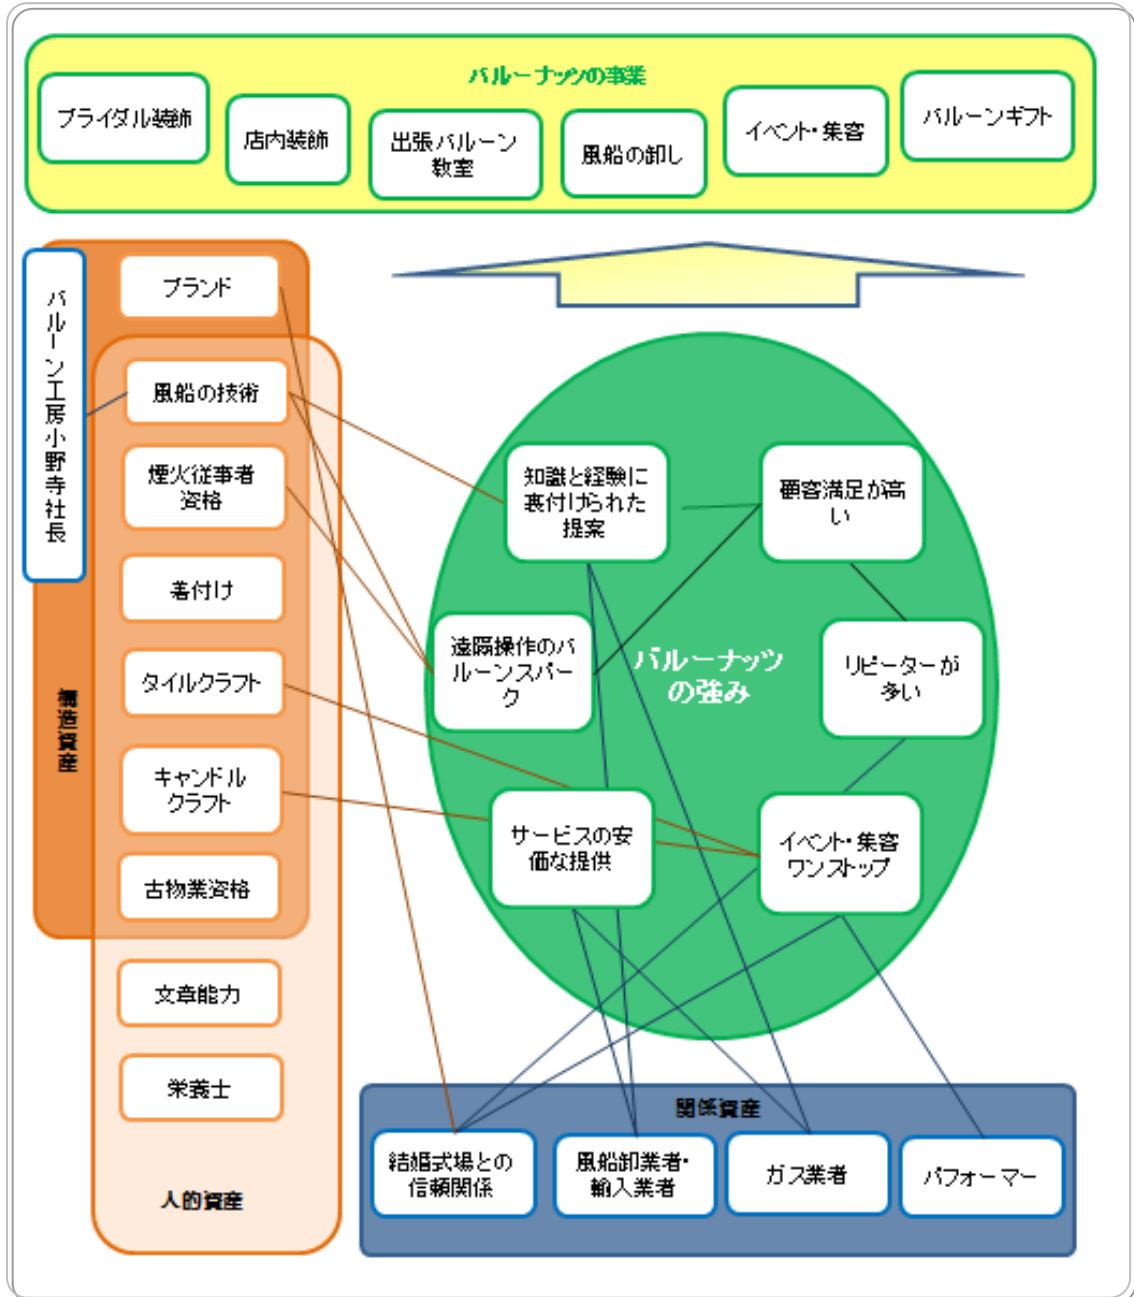 バルーナッツの事業
ブライダル装飾
店内装飾
出張バルーン
教室
風船の卸し
イベント・集客
バルーンギフト
バルーン工房小野寺社長
ブランド
風船の技術
煙火従事者
資格
着付け
タイルクラフト
キャンドル
クラフト
古物業資格
文章能力
栄養士
構造資産
人的資産
知識と経験に
裏付けられた
提案
顧客満足が高
い
遠隔操作のバ
ルーンスパー
ク
バルーナッツ
の強み
リピーターが
多い
サービスの安
価な提供
イベント・集客
ワンストップ
関係資産
結婚式場との
信頼関係
風船卸業者・
輸入業者
ガス業者
パフォーマー